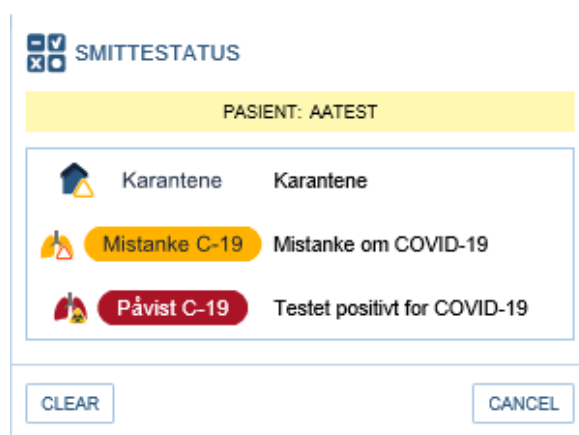 SMITTESTATUS
PASIENT: AATEST
Karantene Karantene
Mistanke C-19 Mistanke om COVID-19
Påvist C-19 Testet positivt for COVID-19
CLEAR CANCEL